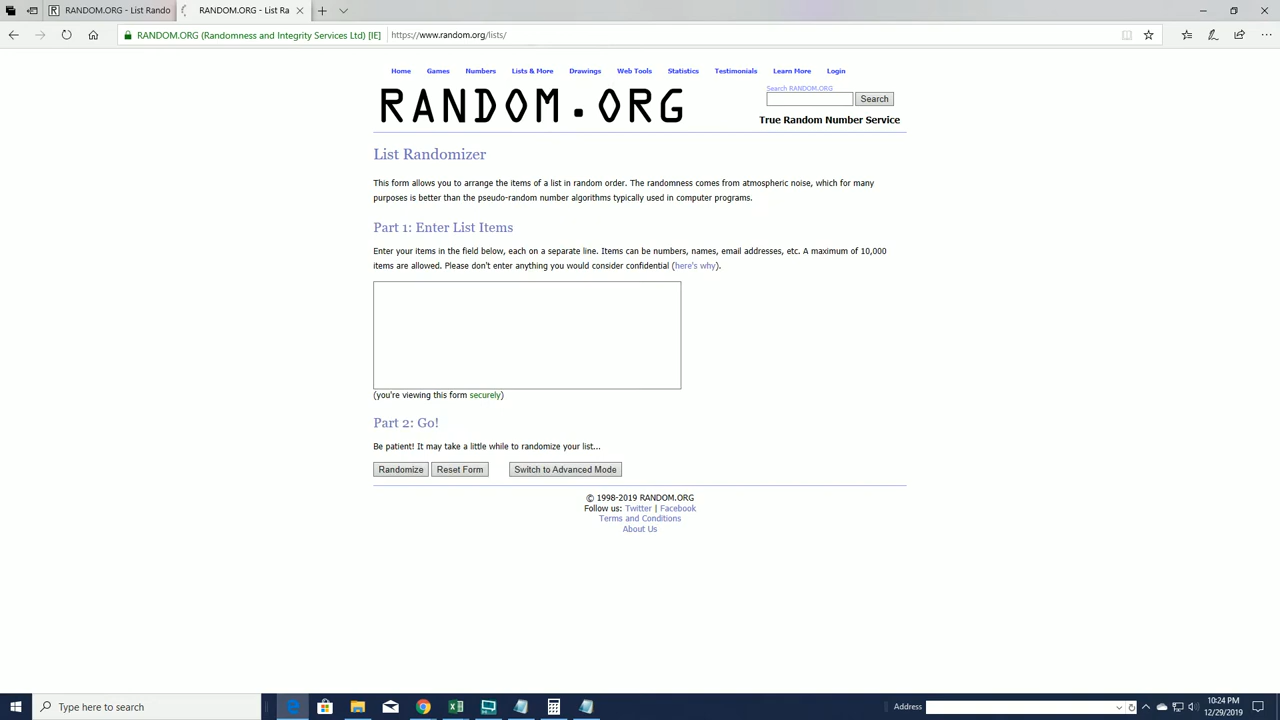 RANDOM.ORG - List Rando
RANDOM.ORG - List Ra
RANDOM.ORG (Randomness and Integrity Services Ltd) [IE]
https://www.random.org/lists/
Home Games Numbers Lists & More Drawings Web Tools Statistics Testimonials Learn More Login
RANDOM.ORG
Search RANDOM.ORG
Search
True Random Number Service
List Randomizer
This form allows you to arrange the items of a list in random order. The randomness comes from atmospheric noise, which for many
purposes is better than the pseudo-random number algorithms typically used in computer programs.
Part 1: Enter List Items
Enter your items in the field below, each on a separate line. Items can be numbers, names, email addresses, etc. A maximum of 10,000
items are allowed. Please don't enter anything you would consider confidential (here's why).
(you're viewing this form securely)
Part 2: Go!
Be patient! It may take a little while to randomize your list...
Randomize Reset Form Switch to Advanced Mode
© 1998-2019 RANDOM.ORG
Follow us: Twitter | Facebook
Terms and Conditions
About Us
Type here to search
Address
10:24 PM
12/29/2019